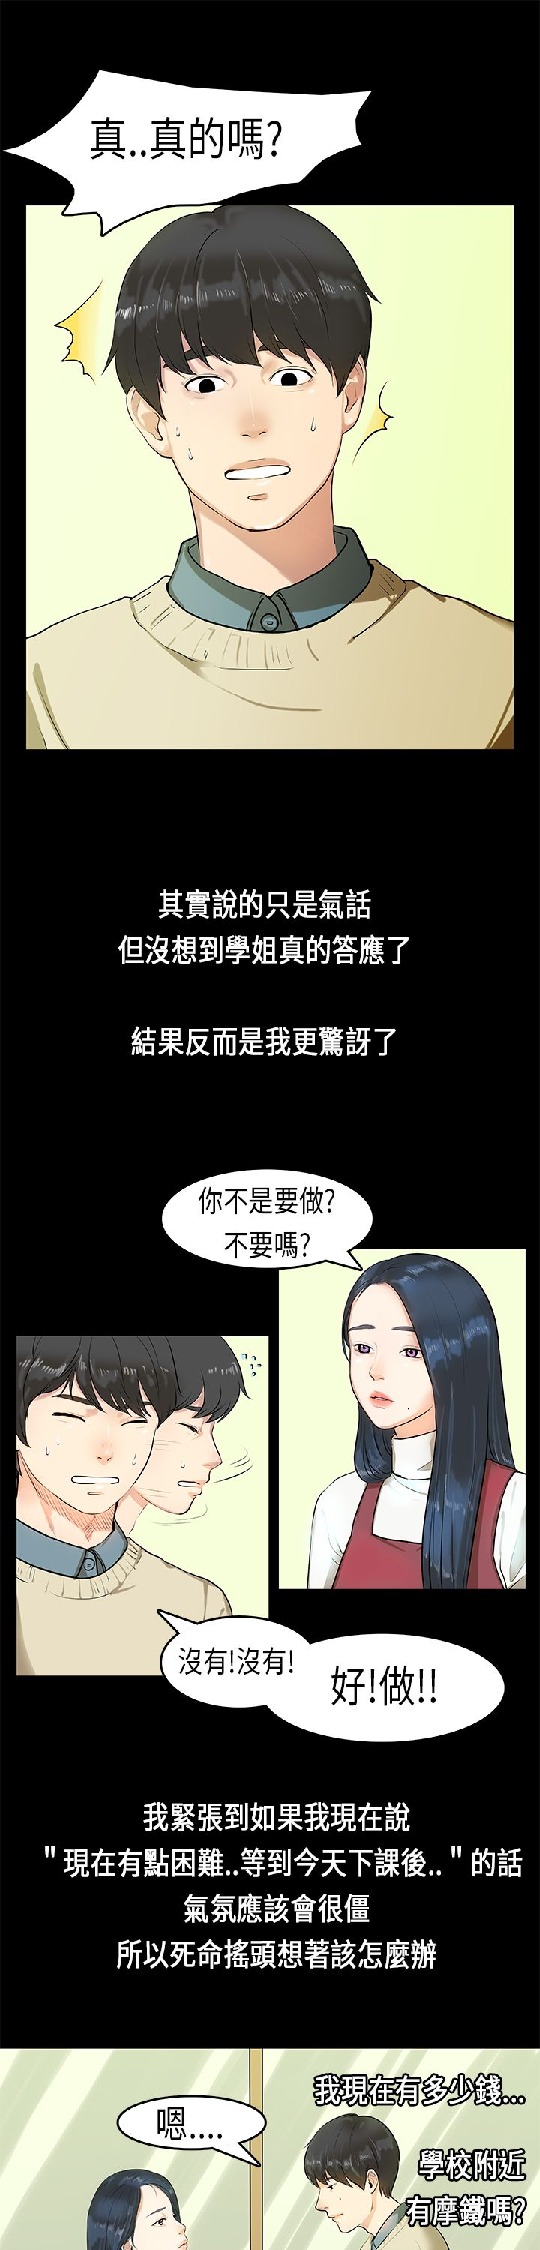 真..真的嗎?
其實說的只是氣話
但沒想到學姐真的答應了
結果反而是我更驚訝了
你不是要做?
不要嗎?
沒有!沒有!
好!做!!
我緊張到如果我現在說
"現在有點困難..等到今天下課後.."的話
氣氛應該會很僵
所以死命搖頭想著該怎麼辦
我現在有多少錢...
嗯....
學校附近
有摩鐵嗎?